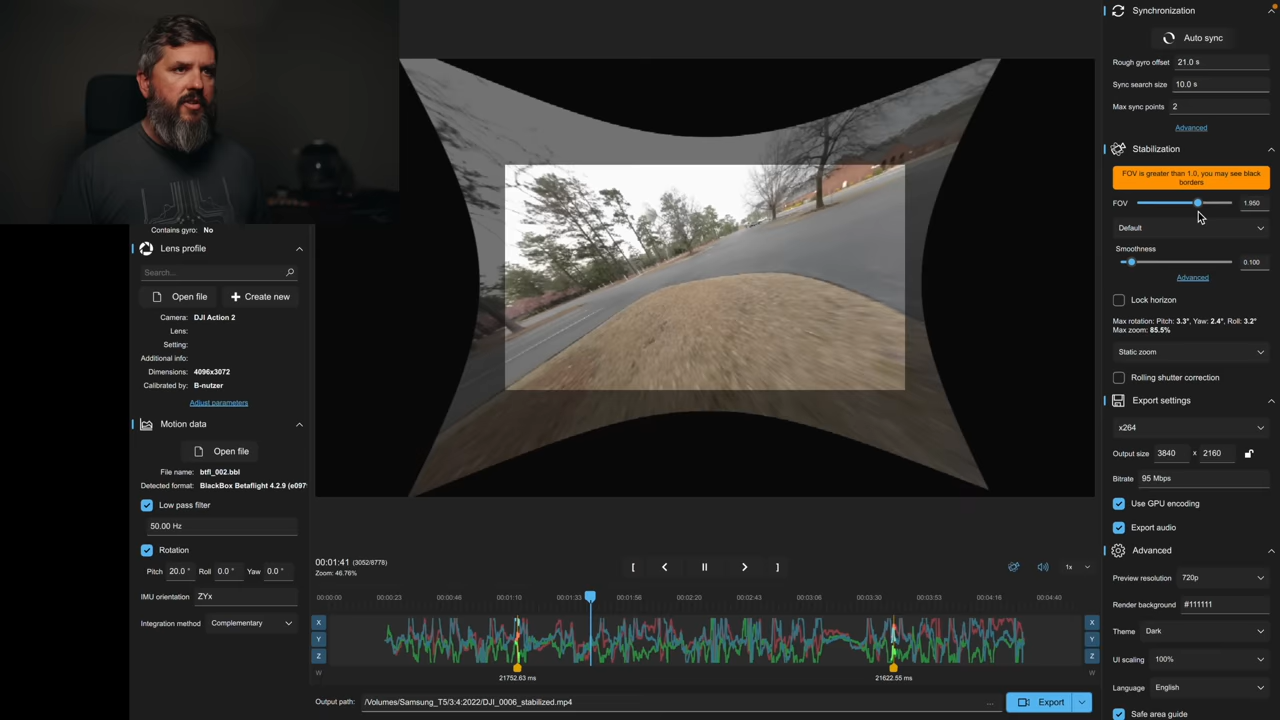 Contains gyro: No
Lens profile
Search...
Open file
Create new
Camera: DJI Action 2
Lens:
Setting:
Additional info:
Dimensions: 4096x3072
Calibrated by: B-nutzer
Adjust parameters
Motion data
Open file
File name: btfl_002.bbl
Detected format: BlackBox Betaflight 4.2.9 (e097
Low pass filter
50.00 Hz
Rotation
Pitch 20.0 ° Roll 0.0 ° Yaw 0.0 °
IMU orientation ZYx
Integration method Complementary
00:01:41 (3052/8778)
Zoom: 46.76%
[ ]
1x
00:00:00 00:00:23 00:00:46 00:01:10 00:01:33 00:01:56 00:02:20 00:02:43 00:03:06 00:03:30 00:03:53 00:04:16 00:04:40
X X
Y Y
Z Z
W W
21752.63 ms 21622.55 ms
Output path: /Volumes/Samsung_T5/3:4:2022/DJI_0006_stabilized.mp4 ...
Export
Synchronization
Auto sync
Rough gyro offset 21.0 s
Sync search size 10.0 s
Max sync points 2
Advanced
Stabilization
FOV is greater than 1.0, you may see black
borders
FOV 1.950
Default
Smoothness
0.100
Advanced
Lock horizon
Max rotation: Pitch: 3.3°, Yaw: 2.4°, Roll: 3.2°
Max zoom: 85.5%
Static zoom
Rolling shutter correction
Export settings
x264
Output size 3840 x 2160
Bitrate 95 Mbps
Use GPU encoding
Export audio
Advanced
Preview resolution 720p
Render background #111111
Theme Dark
UI scaling 100%
Language English
Safe area guide